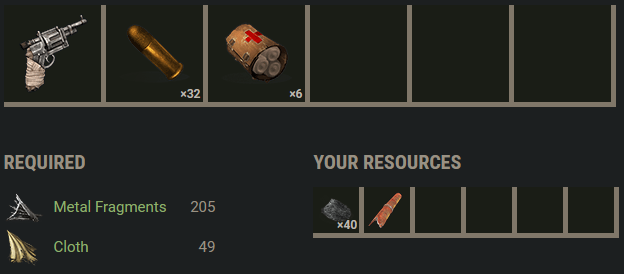 ×32
×6
REQUIRED
YOUR RESOURCES
Metal Fragments 205
×40
Cloth 49